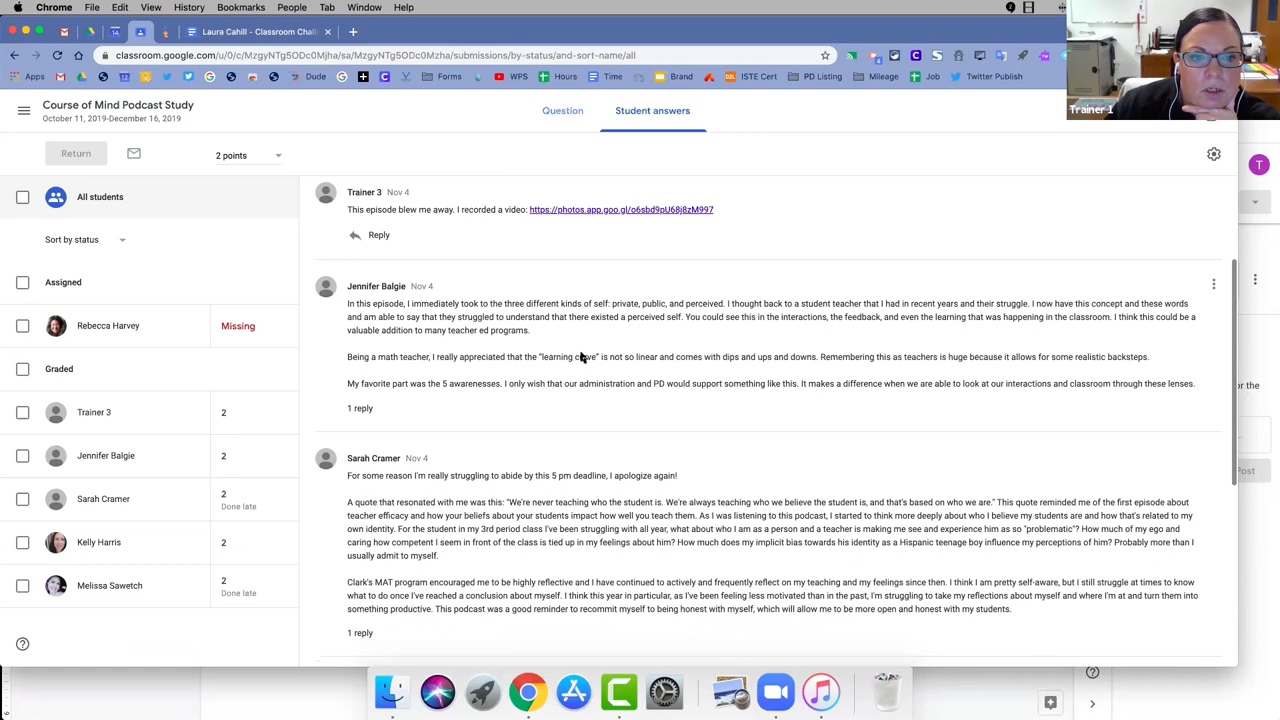 Chrome File Edit View History Bookmarks People Tab Window Help
Laura Cahill - Classroom Chall
classroom.google.com/u/0/c/MzgyNTg5ODc0Mjha/sa/MzgyNTg5ODc0Mzha/submissions/by-status/and-sort-name/all
Apps Forms Dude WPS Hours Time Brand ISTE Cert PD Listing Mileage Job Twitter Publish
Trainer 1
Course of Mind Podcast Study
October 11, 2019-December 16, 2019
Question Student answers
Return 2 points
All students
Sort by status
Assigned
Rebecca Harvey Missing
Graded
Trainer 3 2
Jennifer Balgie 2
Sarah Cramer 2
Done late
Kelly Harris 2
Melissa Sawetch 2
Done late
Trainer 3 Nov 4
This episode blew me away. I recorded a video: https://photos.app.goo.gl/o6sbd9pU68j8zM997
Reply
Jennifer Balgie Nov 4
In this episode, I immediately took to the three different kinds of self: private, public, and perceived. I thought back to a student teacher that I had in recent years and their struggle. I now have this concept and these words
and am able to say that they struggled to understand that there existed a perceived self. You could see this in the interactions, the feedback, and even the learning that was happening in the classroom. I think this could be a
valuable addition to many teacher ed programs.
Being a math teacher, I really appreciated that the "learning curve" is not so linear and comes with dips and ups and downs. Remembering this as teachers is huge because it allows for some realistic backsteps.
My favorite part was the 5 awarenesses. I only wish that our administration and PD would support something like this. It makes a difference when we are able to look at our interactions and classroom through these lenses.
1 reply
Sarah Cramer Nov 4
For some reason I'm really struggling to abide by this 5 pm deadline, I apologize again!
A quote that resonated with me was this: "We're never teaching who the student is. We're always teaching who we believe the student is, and that's based on who we are." This quote reminded me of the first episode about
teacher efficacy and how your beliefs about your students impact how well you teach them. As I was listening to this podcast, I started to think more deeply about who I believe my students are and how that's related to my
own identity. For the student in my 3rd period class I've been struggling with all year, what about who I am as a person and a teacher is making me see and experience him as so "problematic"? How much of my ego and
caring how competent I seem in front of the class is tied up in my feelings about him? How much does my implicit bias towards his identity as a Hispanic teenage boy influence my perceptions of him? Probably more than I
usually admit to myself.
Clark's MAT program encouraged me to be highly reflective and I have continued to actively and frequently reflect on my teaching and my feelings since then. I think I am pretty self-aware, but I still struggle at times to know
what to do once I've reached a conclusion about myself. I think this year in particular, as I've been feeling less motivated than in the past, I'm struggling to take my reflections about myself and where I'm at and turn them into
something productive. This podcast was a good reminder to recommit myself to being honest with myself, which will allow me to be more open and honest with my students.
1 reply
T
or the
Post